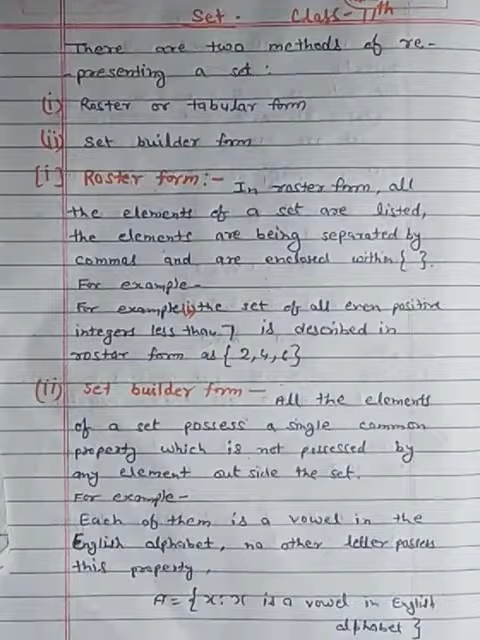 Set. Class-11th
There are two methods of re-
-presenting a set:
(i) Roster or tabular form
(ii) Set builder form
[i] Roster form:- In roster form, all
the elements of a set are listed,
the elements are being separated by
commas and are enclosed within { }.
For example-
For example(i) the set of all even positive
integers less than 7 is described in
roster form as { 2, 4, 6}
(ii) Set builder form - All the elements
of a set possess a single common
property which is not possessed by
any element out side the set.
For example-
Each of them is a vowel in the
English alphabet, no other letter possess
this property,
A = { x : x is a vowel in English
alphabet }